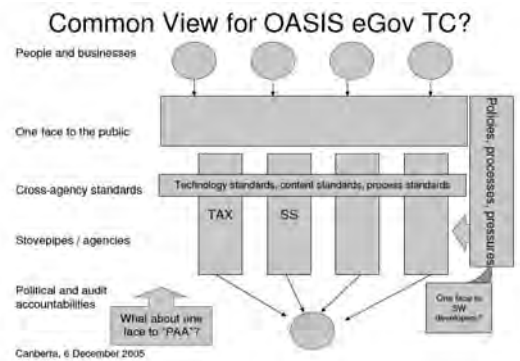 Common View for OASIS eGov TC?
People and businesses
One face to the public
Policies, processes, pressures
Cross-agency standards
Technology standards, content standards, process standards
TAX
SS
Stovepipes / agencies
Political and audit
accountabilities
What about one
face to "PAA"?
One face to
SW
developers?
Canberra, 6 December 2005